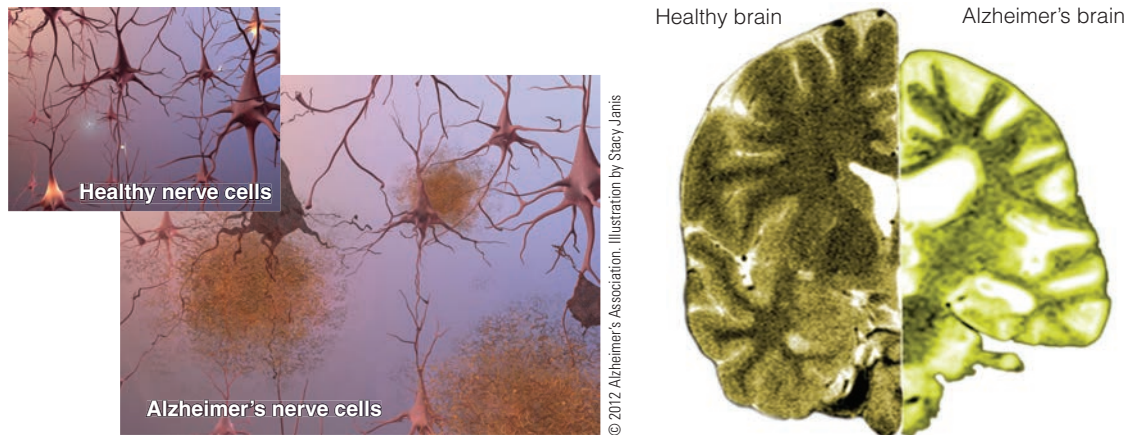 Healthy nerve cells
Alzheimer's nerve cells
© 2012 Alzheimer's Association. Illustration by Stacy Janis
Healthy brain
Alzheimer's brain